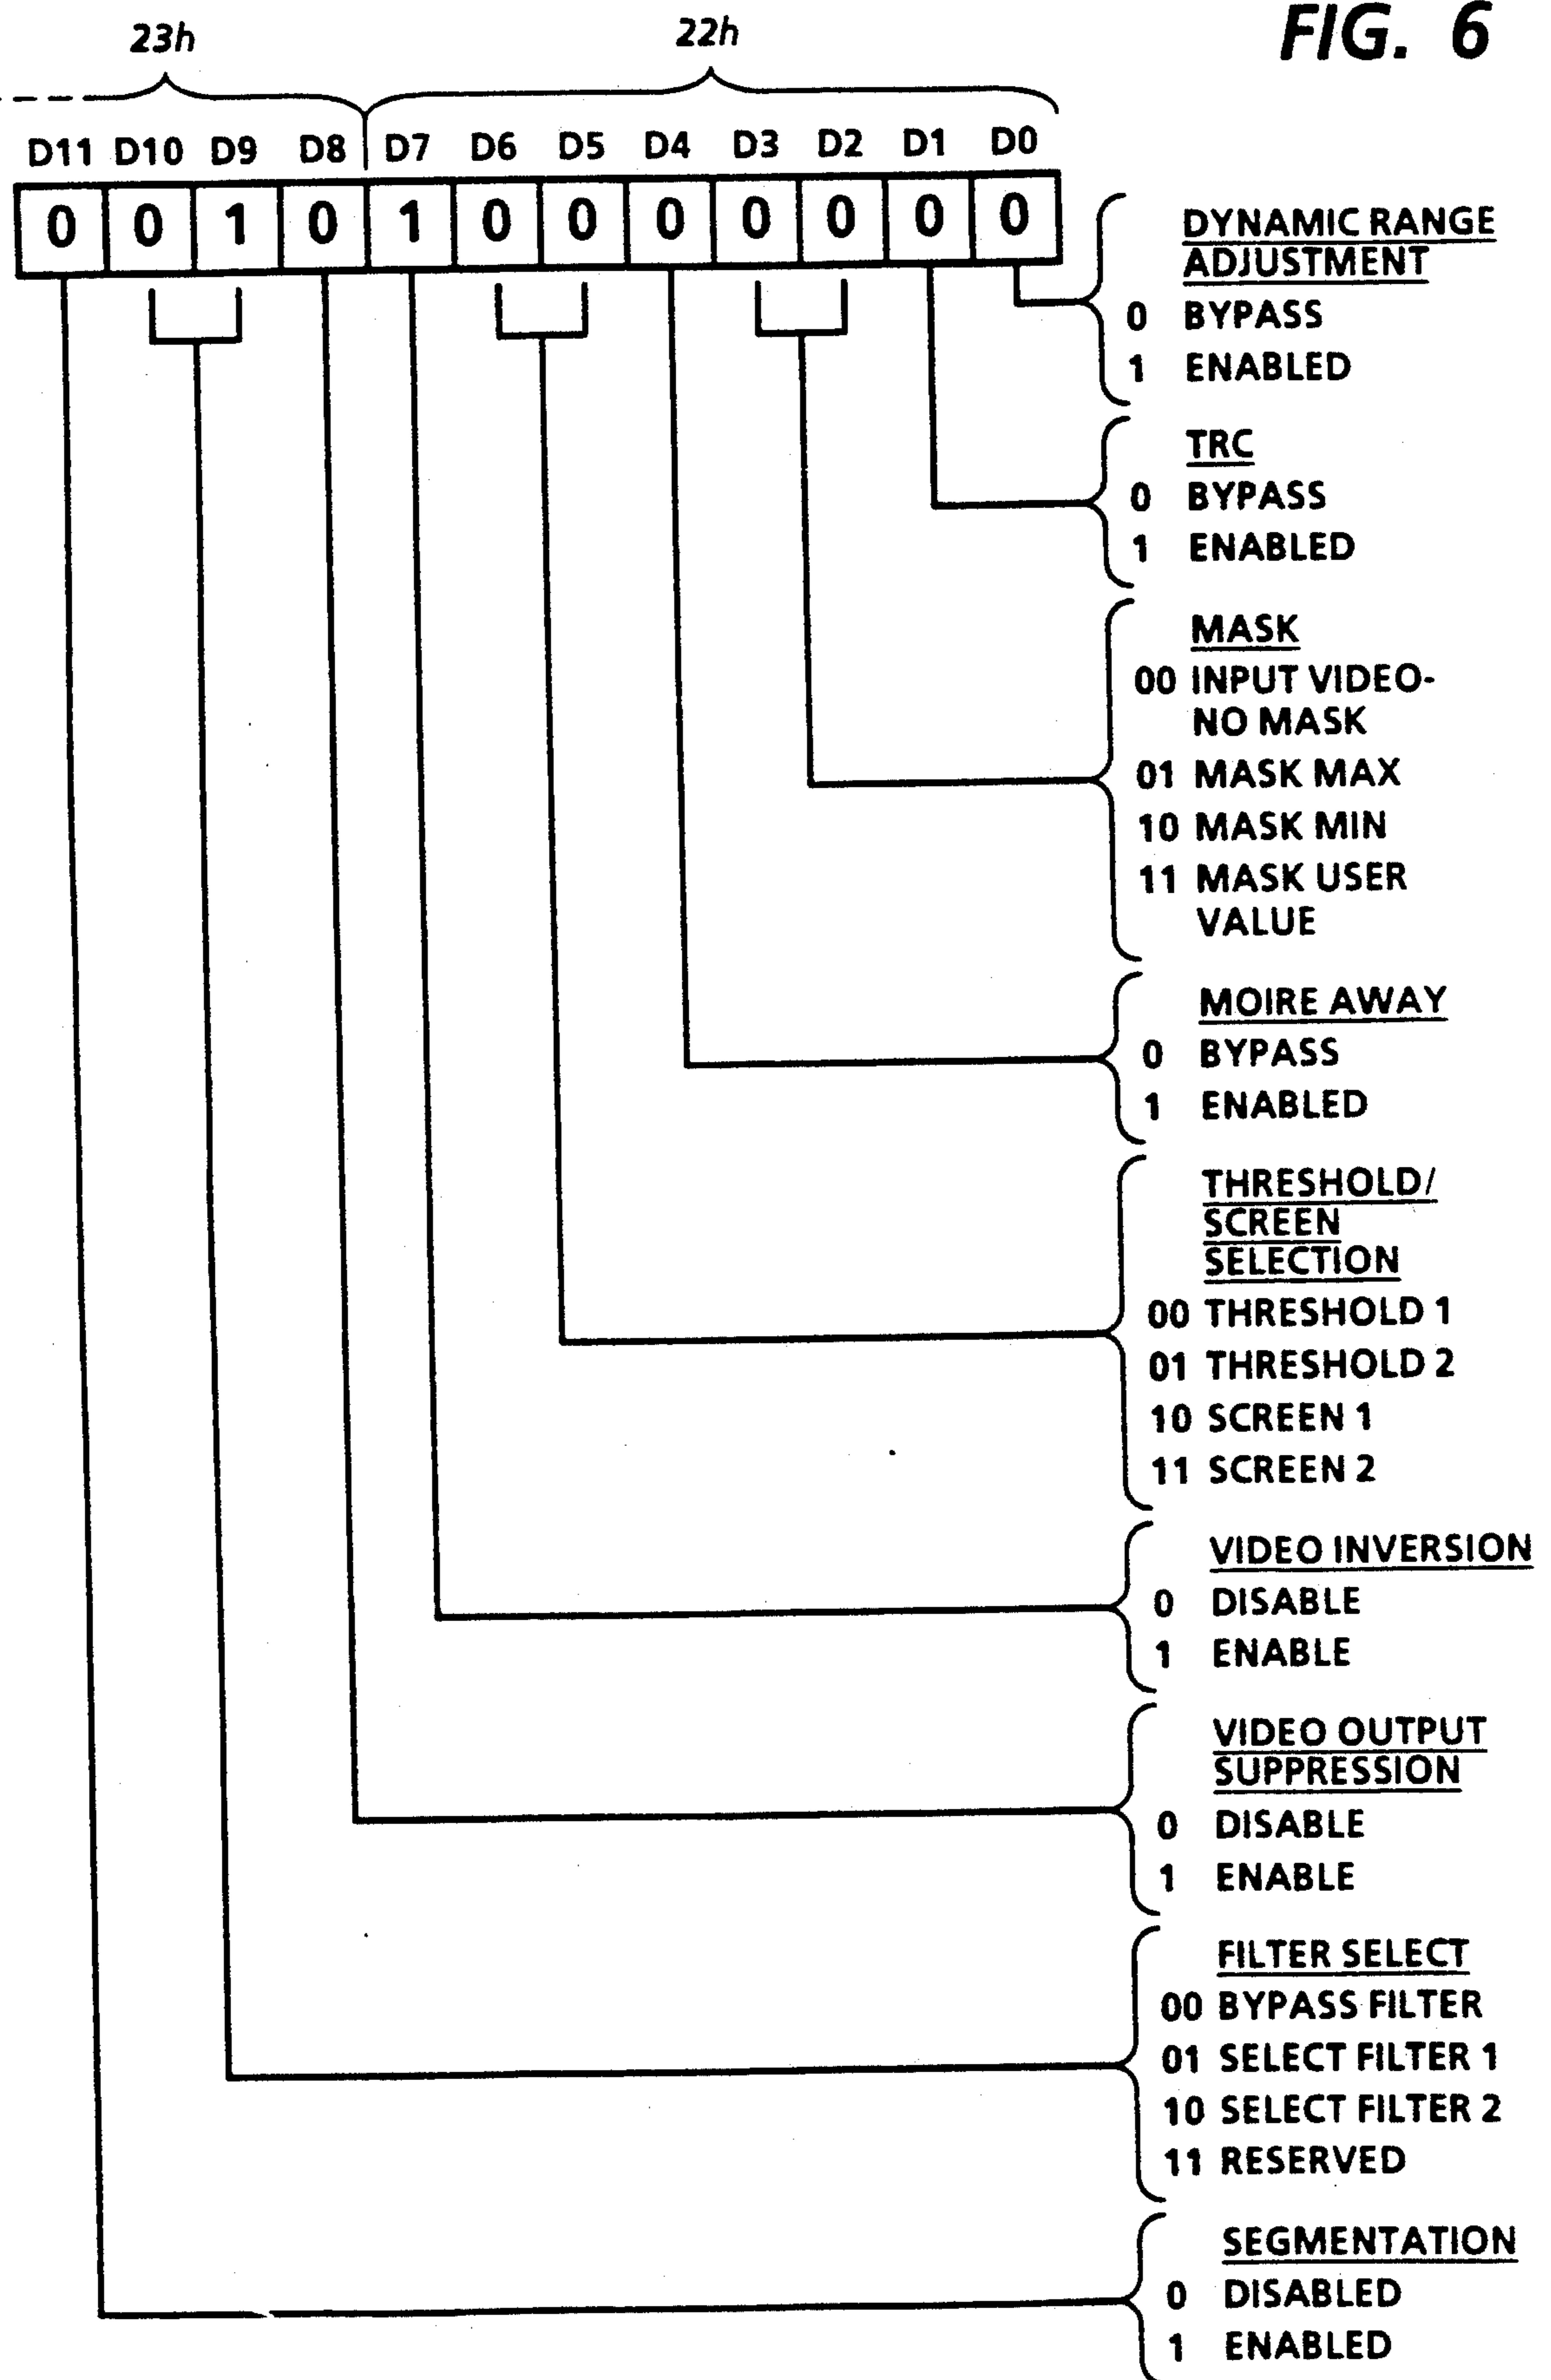 FIG. 6
23h 22h
D11 D10 D9 D8 D7 D6 D5 D4 D3 D2 D1 D0
0 0 1 0 1 0 0 0 0 0 0 0
DYNAMIC RANGE
ADJUSTMENT
0 BYPASS
1 ENABLED
TRC
0 BYPASS
1 ENABLED
MASK
00 INPUT VIDEO-
NO MASK
01 MASK MAX
10 MASK MIN
11 MASK USER
VALUE
MOIRE AWAY
0 BYPASS
1 ENABLED
THRESHOLD/
SCREEN
SELECTION
00 THRESHOLD 1
01 THRESHOLD 2
10 SCREEN 1
11 SCREEN 2
VIDEO INVERSION
0 DISABLE
1 ENABLE
VIDEO OUTPUT
SUPPRESSION
0 DISABLE
1 ENABLE
FILTER SELECT
00 BYPASS FILTER
01 SELECT FILTER 1
10 SELECT FILTER 2
11 RESERVED
SEGMENTATION
0 DISABLED
1 ENABLED